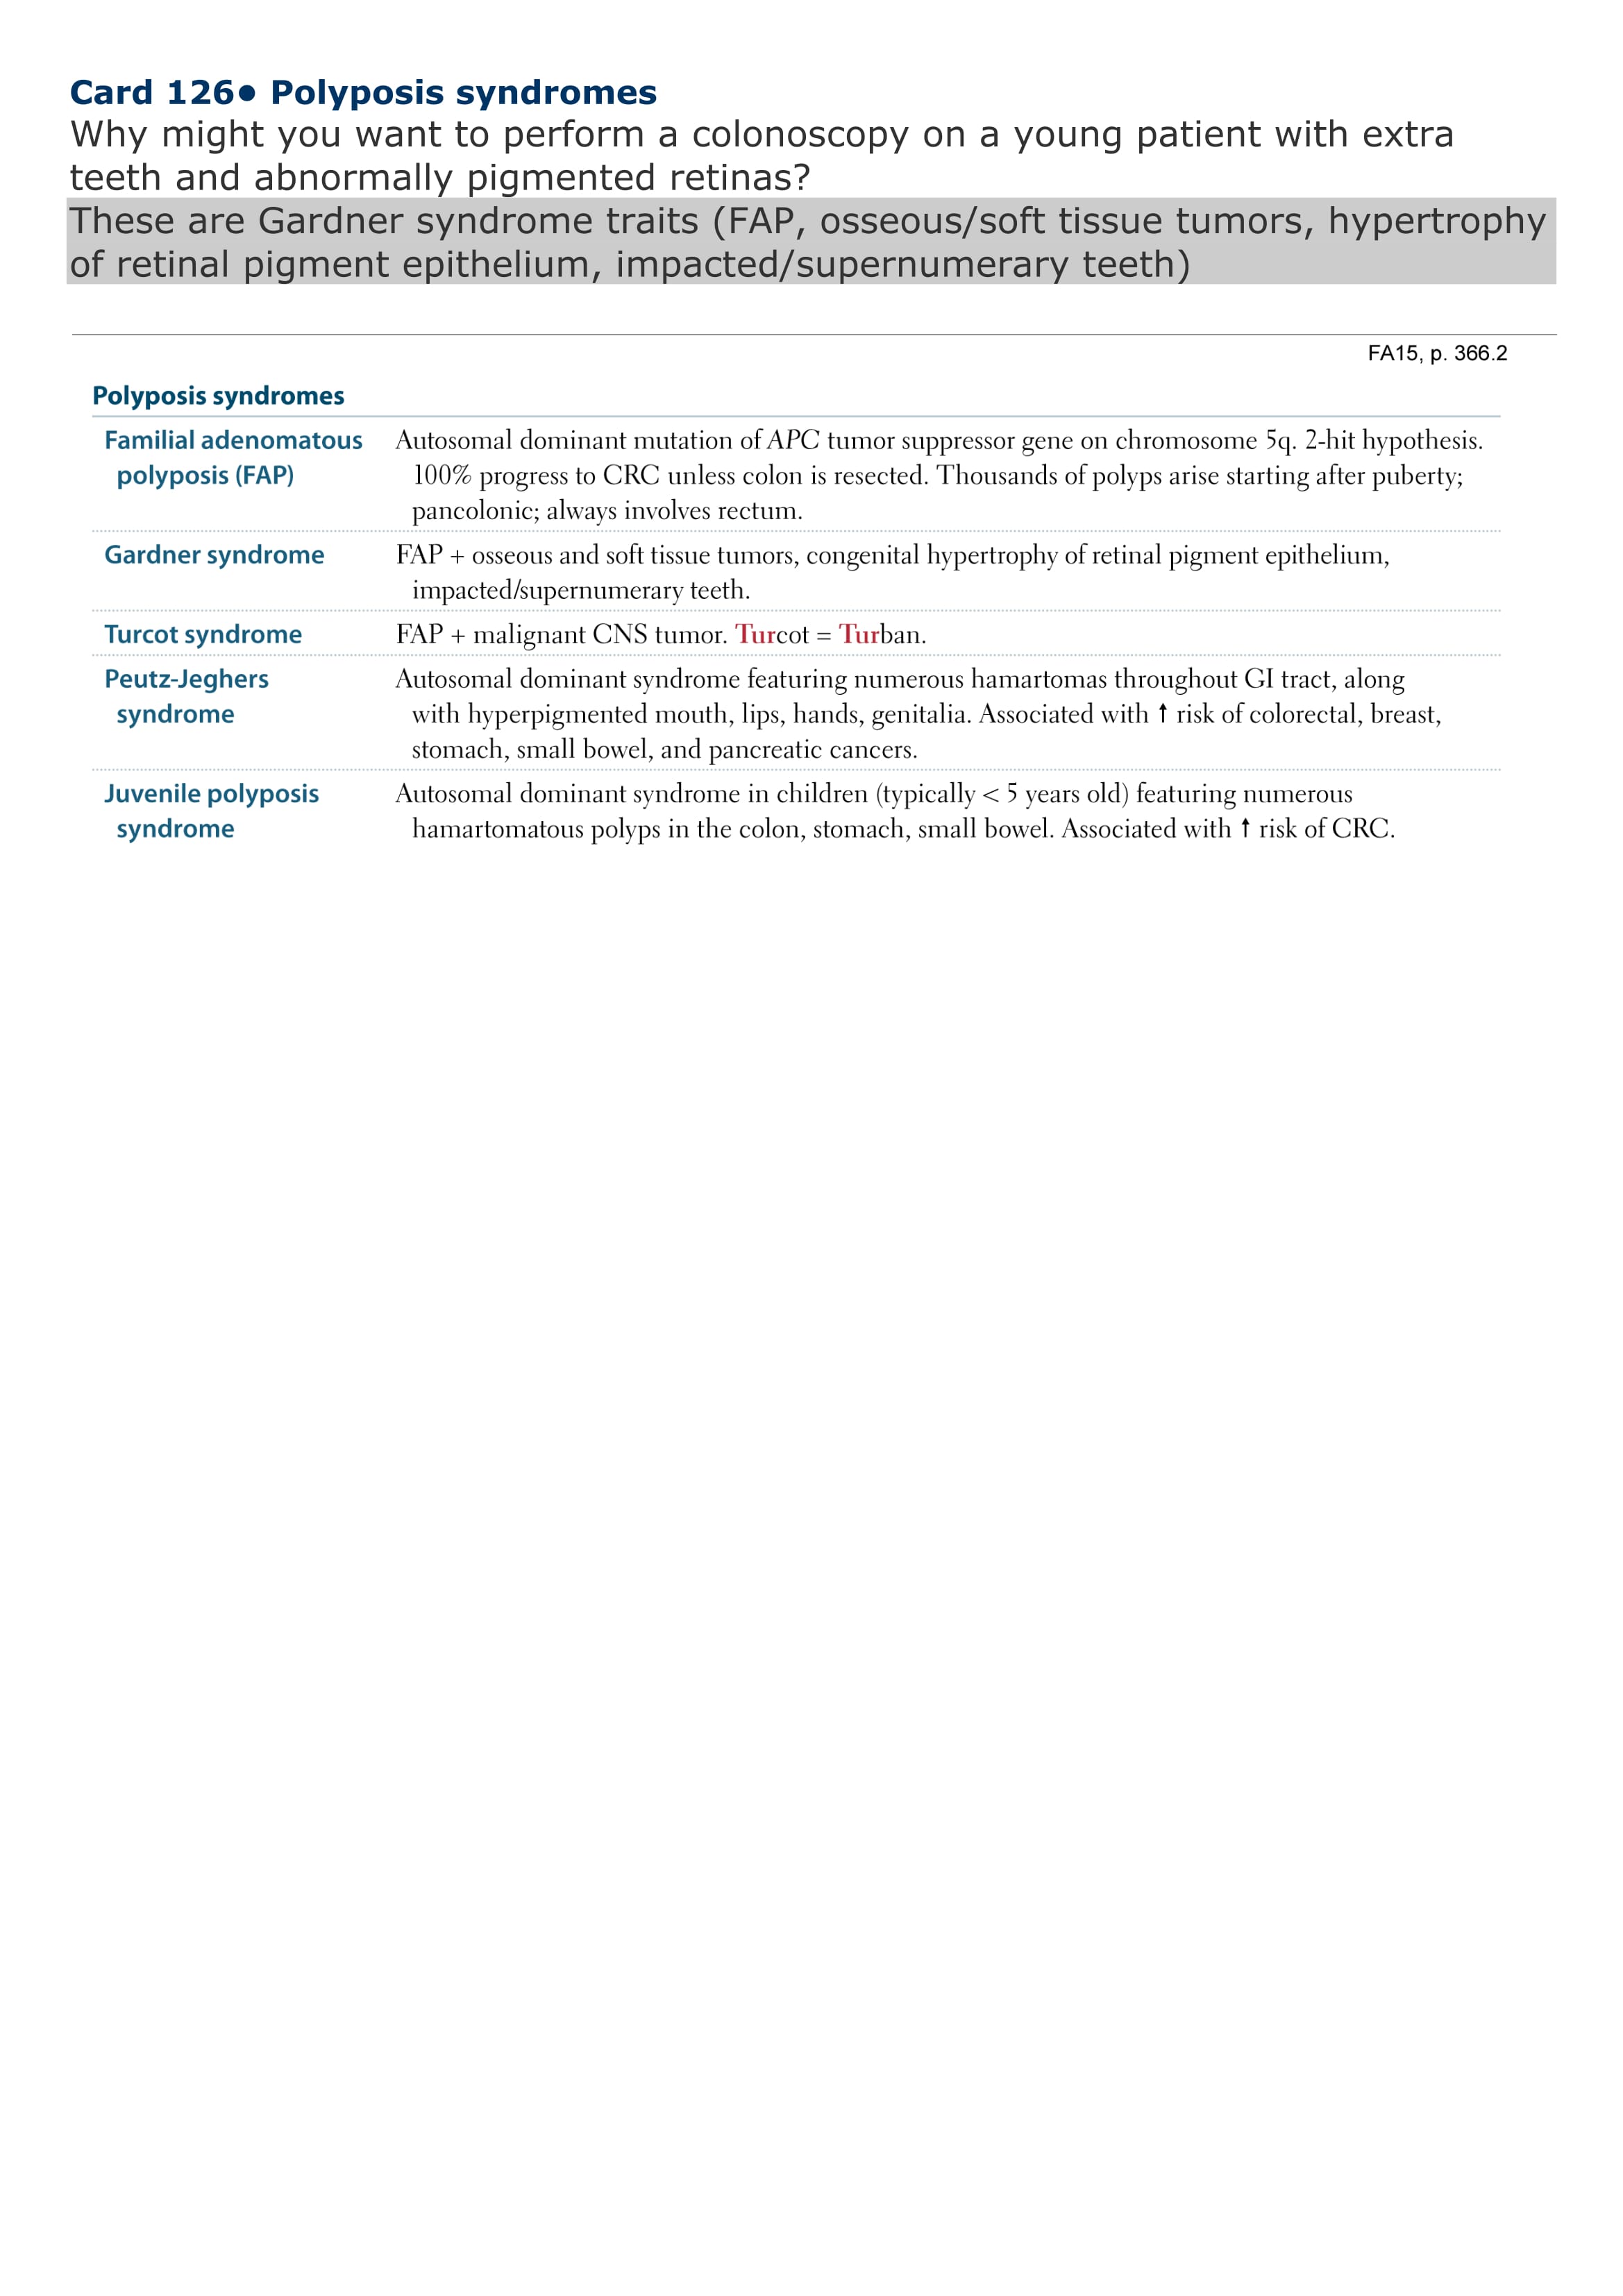 Card 126● Polyposis syndromes
Why might you want to perform a colonoscopy on a young patient with extra
teeth and abnormally pigmented retinas?
These are Gardner syndrome traits (FAP, osseous/soft tissue tumors, hypertrophy
of retinal pigment epithelium, impacted/supernumerary teeth)
FA15, p. 366.2
Polyposis syndromes
Familial adenomatous
polyposis (FAP)
Autosomal dominant mutation of APC tumor suppressor gene on chromosome 5q. 2-hit hypothesis.
100% progress to CRC unless colon is resected. Thousands of polyps arise starting after puberty;
pancolonic; always involves rectum.
Gardner syndrome
FAP + osseous and soft tissue tumors, congenital hypertrophy of retinal pigment epithelium,
impacted/supernumerary teeth.
Turcot syndrome
FAP + malignant CNS tumor. Turcot = Turban.
Peutz-Jeghers
syndrome
Autosomal dominant syndrome featuring numerous hamartomas throughout GI tract, along
with hyperpigmented mouth, lips, hands, genitalia. Associated with ↑ risk of colorectal, breast,
stomach, small bowel, and pancreatic cancers.
Juvenile polyposis
syndrome
Autosomal dominant syndrome in children (typically < 5 years old) featuring numerous
hamartomatous polyps in the colon, stomach, small bowel. Associated with ↑ risk of CRC.